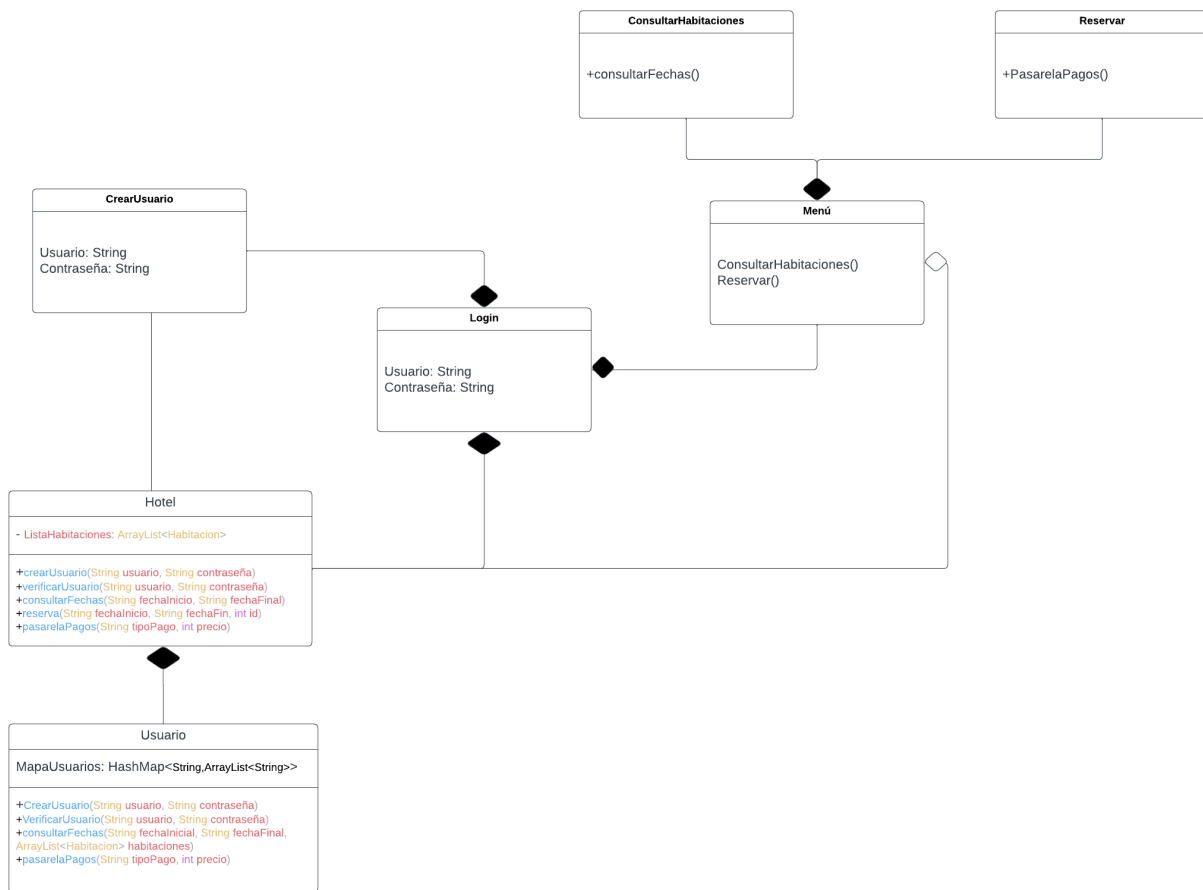 ConsultarHabitaciones
+consultarFechas()
Reservar
+PasarelaPagos()
CrearUsuario
Usuario: String
Contraseña: String
Menú
ConsultarHabitaciones()
Reservar()
Login
Usuario: String
Contraseña: String
Hotel
- ListaHabitaciones: ArrayList<Habitacion>
+crearUsuario(String usuario, String contraseña)
+verificarUsuario(String usuario, String contraseña)
+consultarFechas(String fechaInicio, String fechaFinal)
+reserva(String fechaInicio, String fechaFin, int id)
+pasarelaPagos(String tipoPago, int precio)
Usuario
MapaUsuarios: HashMap<String,ArrayList<String>>
+CrearUsuario(String usuario, String contraseña)
+VerificarUsuario(String usuario, String contraseña)
+consultarFechas(String fechaInicial, String fechaFinal,
ArrayList<Habitacion> habitaciones)
+pasarelaPagos(String tipoPago, int precio)